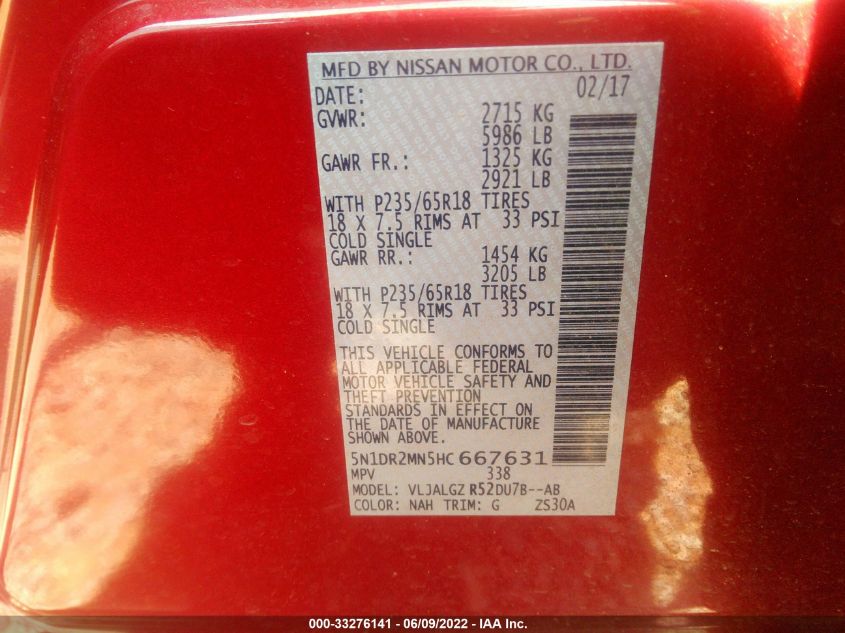 MFD BY NISSAN MOTOR CO., LTD.
DATE: 02/17
GVWR: 2715 KG
5986 LB
GAWR FR.: 1325 KG
2921 LB
WITH P235/65R18 TIRES
18 X 7.5 RIMS AT 33 PSI
COLD SINGLE
GAWR RR.: 1454 KG
3205 LB
WITH P235/65R18 TIRES
18 X 7.5 RIMS AT 33 PSI
COLD SINGLE
THIS VEHICLE CONFORMS TO
ALL APPLICABLE FEDERAL
MOTOR VEHICLE SAFETY AND
THEFT PREVENTION
STANDARDS IN EFFECT ON
THE DATE OF MANUFACTURE
SHOWN ABOVE.
5N1DR2MN5HC667631
MPV 338
MODEL: VLJALGZ R52DU7B--AB
COLOR: NAH TRIM: G ZS30A
000-33276141 - 06/09/2022 - IAA Inc.